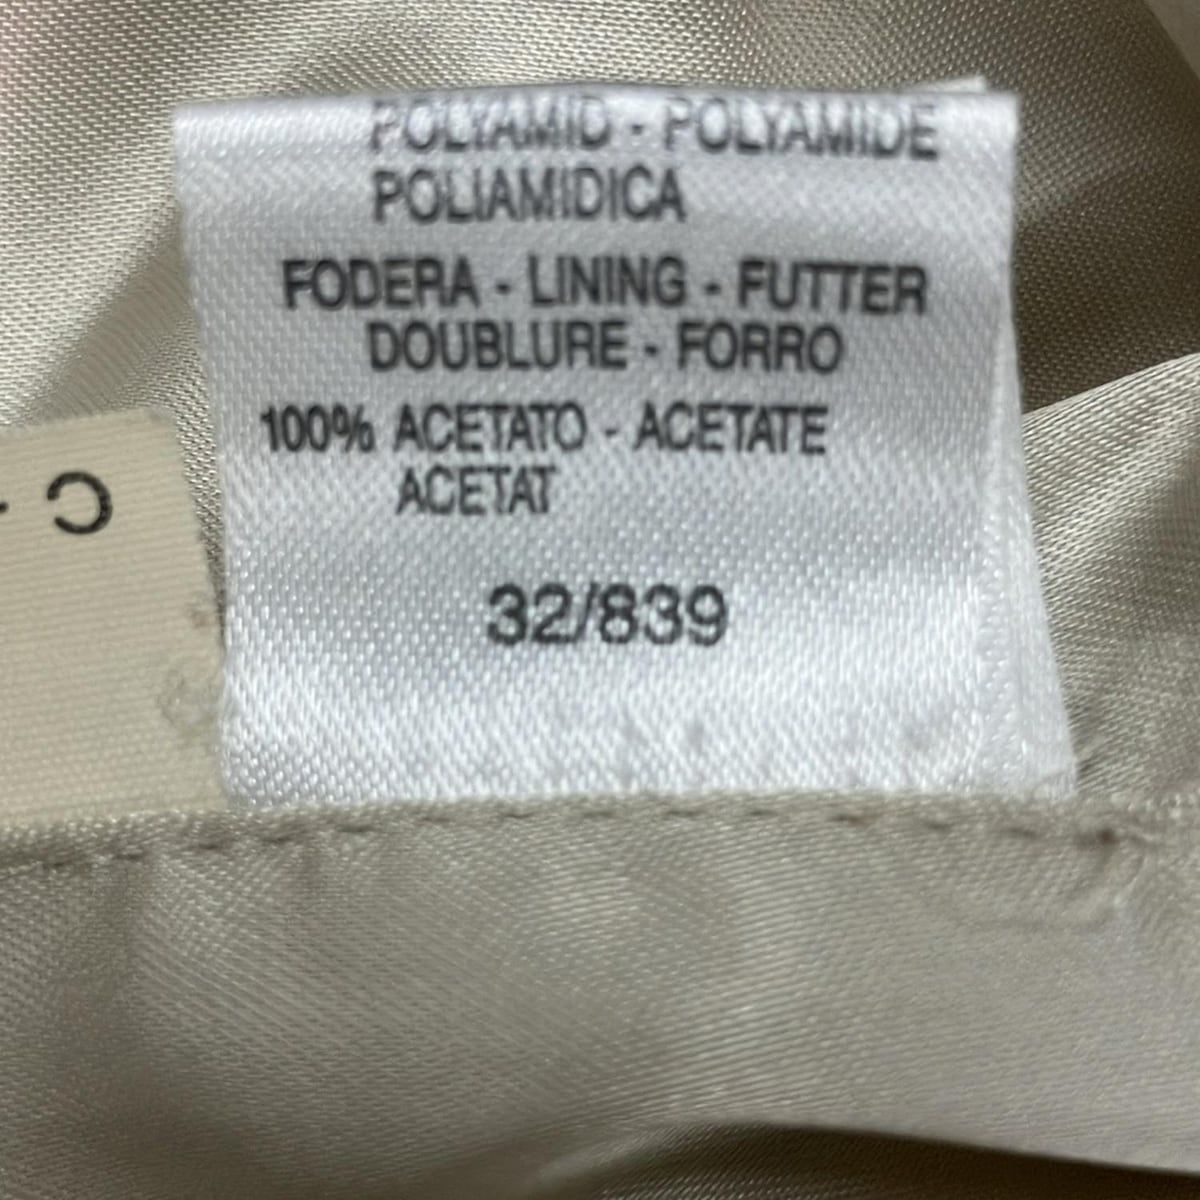 POLYAMID - POLYAMIDE
POLIAMIDICA
FODERA - LINING - FUTTER
DOUBLURE - FORRO
100% ACETATO - ACETATE
ACETAT
32/839
C